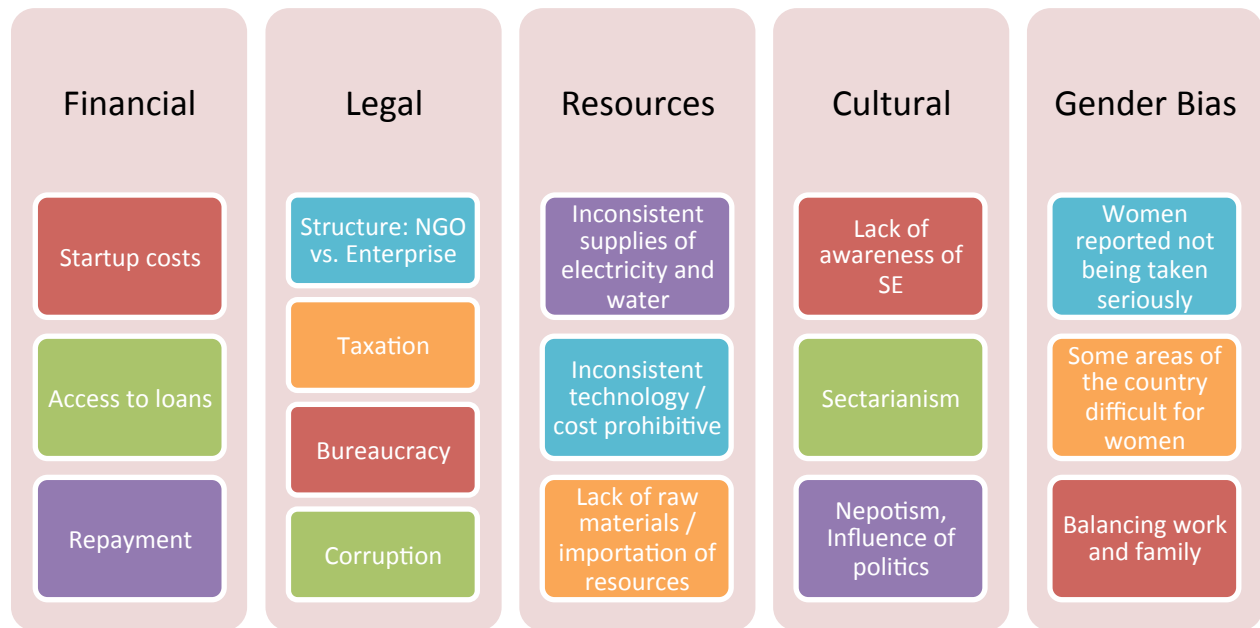 Financial
Startup costs
Access to loans
Repayment
Legal
Structure: NGO
vs. Enterprise
Taxation
Bureaucracy
Corruption
Resources
Inconsistent
supplies of
electricity and
water
Inconsistent
technology /
cost prohibitive
Lack of raw
materials /
importation of
resources
Cultural
Lack of
awareness of
SE
Sectarianism
Nepotism,
Influence of
politics
Gender Bias
Women
reported not
being taken
seriously
Some areas of
the country
difficult for
women
Balancing work
and family